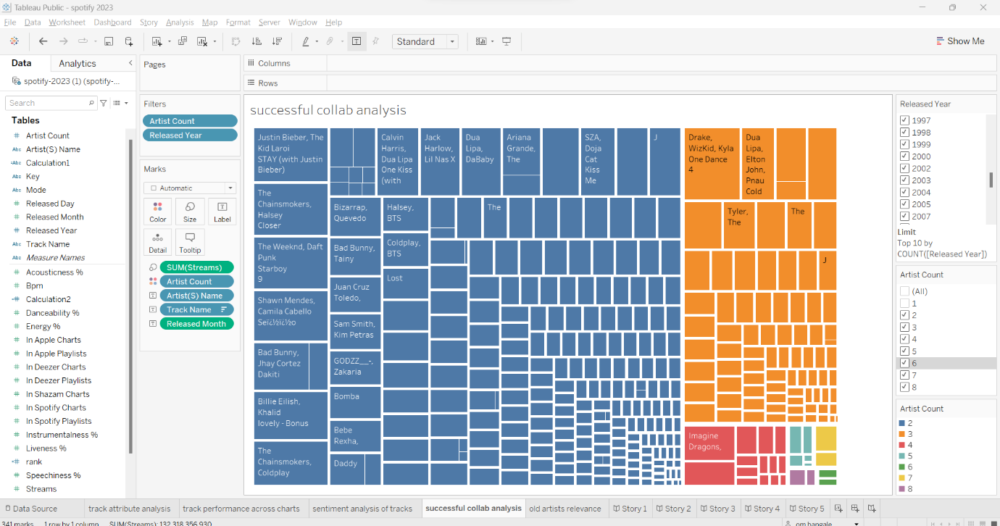 Tableau Public - spotify 2023
File Data Worksheet Dashboard Story Analysis Map Format Server Window Help
Standard
Show Me
Data
Analytics
spotify-2023 (1) (spotify-...
Search
Tables
Artist Count
Artist(S) Name
Calculation1
Key
Mode
Released Day
Released Month
Released Year
Track Name
Measure Names
Acousticness %
Bpm
Calculation2
Danceability %
Energy %
In Apple Charts
In Apple Playlists
In Deezer Charts
In Deezer Playlists
In Shazam Charts
In Spotify Charts
In Spotify Playlists
Instrumentalness %
Liveness %
rank
Speechiness %
Streams
Pages
Filters
Artist Count
Released Year
Marks
Automatic
Color Size Label
Detail Tooltip
SUM(Streams)
Artist Count
Artist(S) Name
Track Name
Released Month
Columns
Rows
successful collab analysis
Justin Bieber, The
Kid Laroi
STAY (with Justin
Bieber)
The
Chainsmokers,
Halsey
Closer
The Weeknd, Daft
Punk
Starboy
9
Shawn Mendes,
Camila Cabello
Seï¿½ï¿½o
Bad Bunny,
Jhay Cortez
Dakiti
Billie Eilish,
Khalid
lovely - Bonus
The
Chainsmokers,
Coldplay
Bizarrap,
Quevedo
Bad Bunny,
Tainy
Juan Cruz
Toledo,
Sam Smith,
Kim Petras
GODZZ__-,
Zakaria
Bomba
Bebe
Rexha,
Daddy
Calvin
Harris,
Dua Lipa
One Kiss
(with
Halsey,
BTS
Coldplay,
BTS
Lost
Jack
Harlow,
Lil Nas X
Dua
Lipa,
DaBaby
Ariana
Grande,
The
SZA,
Doja
Cat
Kiss
Me
J
The
Drake,
WizKid, Kyla
One Dance
4
Dua
Lipa,
Elton
John,
Pnau
Cold
Tyler,
The
The
J
Imagine
Dragons,
Released Year
1997
1998
1999
2000
2002
2003
2004
2005
2007
Limit
Top 10 by
COUNT([Released Year])
Artist Count
(All)
1
2
3
4
5
6
7
8
Artist Count
2
3
4
5
6
7
8
Data Source track attribute analysis track performance across charts sentiment analysis of tracks successful collab analysis old artists relevance Story 1 Story 2 Story 3 Story 4 Story 5
341 marks 1 row by 1 column SUM(Streams): 132,318,356,930 om bangale